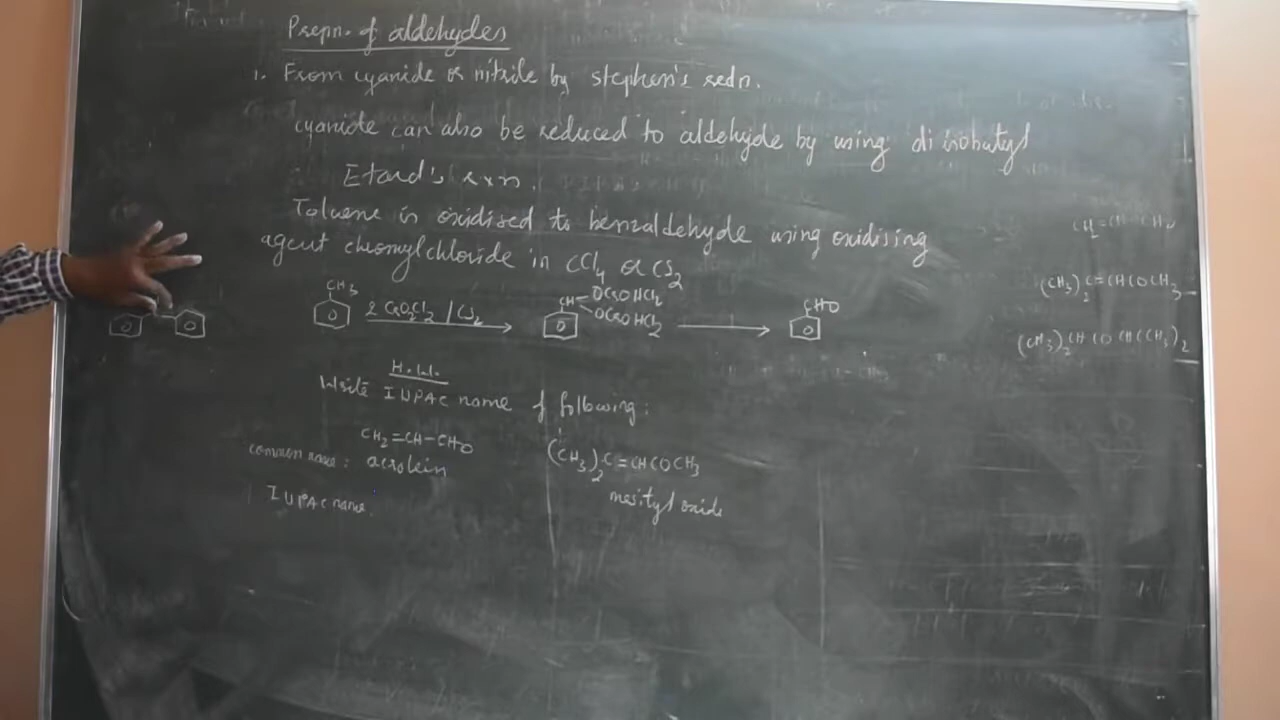 Prepn. of aldehydes
1. From cyanide or nitrile by stephen's redn.
cyanide can also be reduced to aldehyde by using diisobutyl
Etard's rxn.
Toluene is oxidised to benzaldehyde using oxidising
agent chromylchloride in CCl4 or CS2
CH3
2 CrO2Cl2 / CS2
CH
OCrOHCl2
OCrOHCl2
CHO
H.W.
Write IUPAC name of following:
CH2=CH-CHO
common name: acrolein
IUPAC name:
(CH3)2C=CHCOCH3
mesityl oxide
(CH3)2C=CHCOCH3
(CH3)2CHCOCH(CH3)2